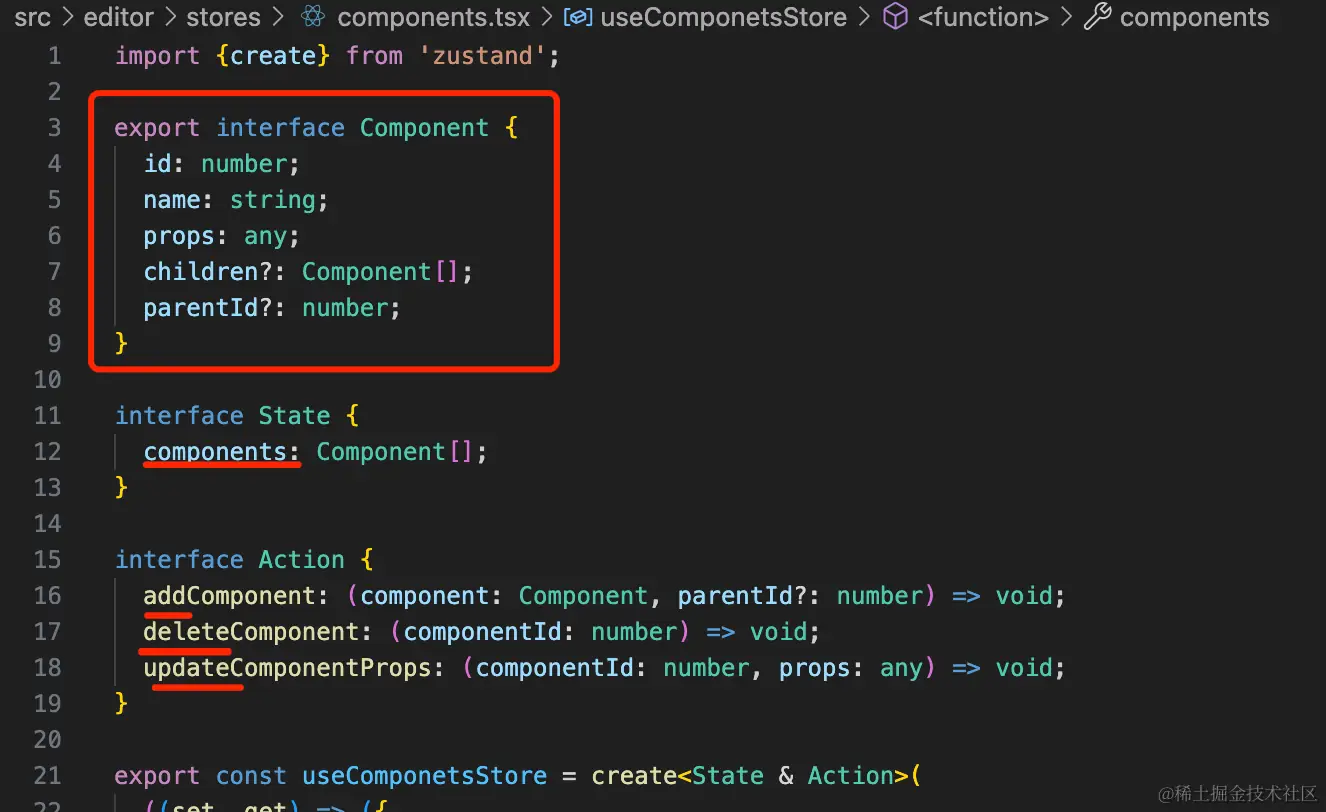 src > editor > stores > components.tsx > useComponetsStore > <function> > components
1 import {create} from 'zustand';
2
3 export interface Component {
4 id: number;
5 name: string;
6 props: any;
7 children?: Component[];
8 parentId?: number;
9 }
10
11 interface State {
12 components: Component[];
13 }
14
15 interface Action {
16 addComponent: (component: Component, parentId?: number) => void;
17 deleteComponent: (componentId: number) => void;
18 updateComponentProps: (componentId: number, props: any) => void;
19 }
20
21 export const useComponetsStore = create<State & Action>(
22 ((set, get) => ({
@稀土掘金技术社区